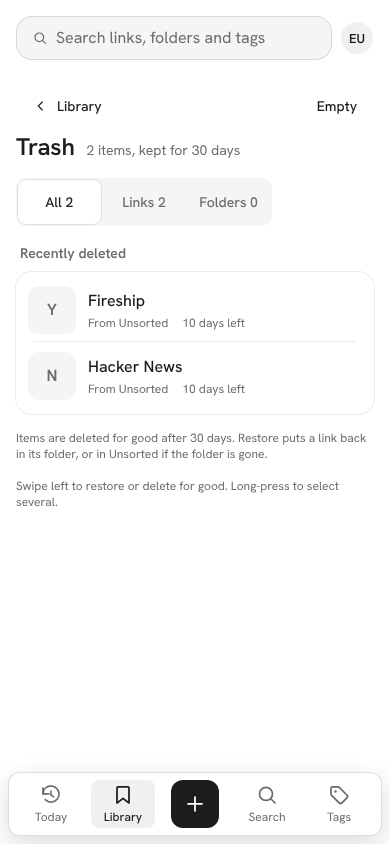 Search links, folders and tags
EU
Library
Empty
Trash
2 items, kept for 30 days
All 2
Links 2
Folders 0
Recently deleted
Y
Fireship
From Unsorted 10 days left
N
Hacker News
From Unsorted 10 days left
Items are deleted for good after 30 days. Restore puts a link back
in its folder, or in Unsorted if the folder is gone.
Swipe left to restore or delete for good. Long-press to select
several.
Today
Library
Search
Tags